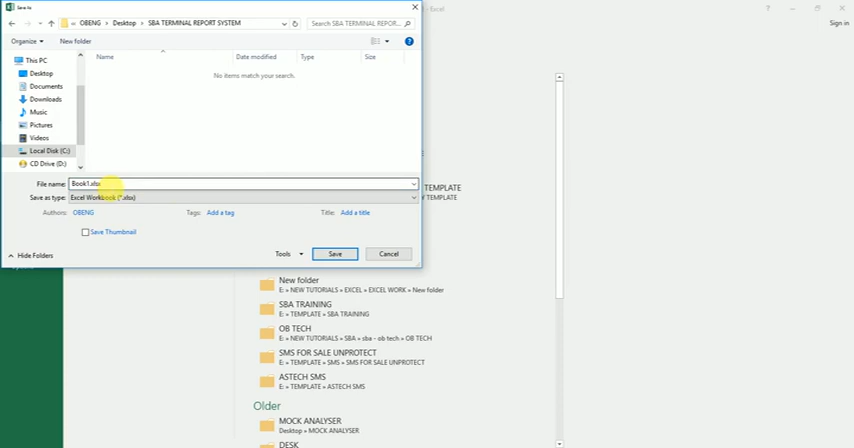 Save As
- Excel
?
Sign in
« OBENG > Desktop > SBA TERMINAL REPORT SYSTEM
Search SBA TERMINAL REPORT...
Organize
New folder
?
This PC
Name
Date modified
Type
Size
Desktop
No items match your search.
Documents
Downloads
Music
Pictures
Videos
Local Disk (C:)
CD Drive (D:)
File name: Book1.xlsx
TEMPLATE
Save as type: Excel Workbook (*.xlsx)
Y TEMPLATE
Authors: OBENG
Tags: Add a tag
Title: Add a title
Save Thumbnail
Hide Folders
Tools
Save
Cancel
New folder
E: » NEW TUTORIALS » EXCEL » EXCEL WORK » New folder
SBA TRAINING
E: » TEMPLATE » SBA TRAINING
OB TECH
E: » NEW TUTORIALS » SBA » sba - ob tech » OB TECH
SMS FOR SALE UNPROTECT
E: » TEMPLATE » SMS » SMS FOR SALE UNPROTECT
ASTECH SMS
E: » TEMPLATE » ASTECH SMS
Older
MOCK ANALYSER
Desktop » MOCK ANALYSER
DESK